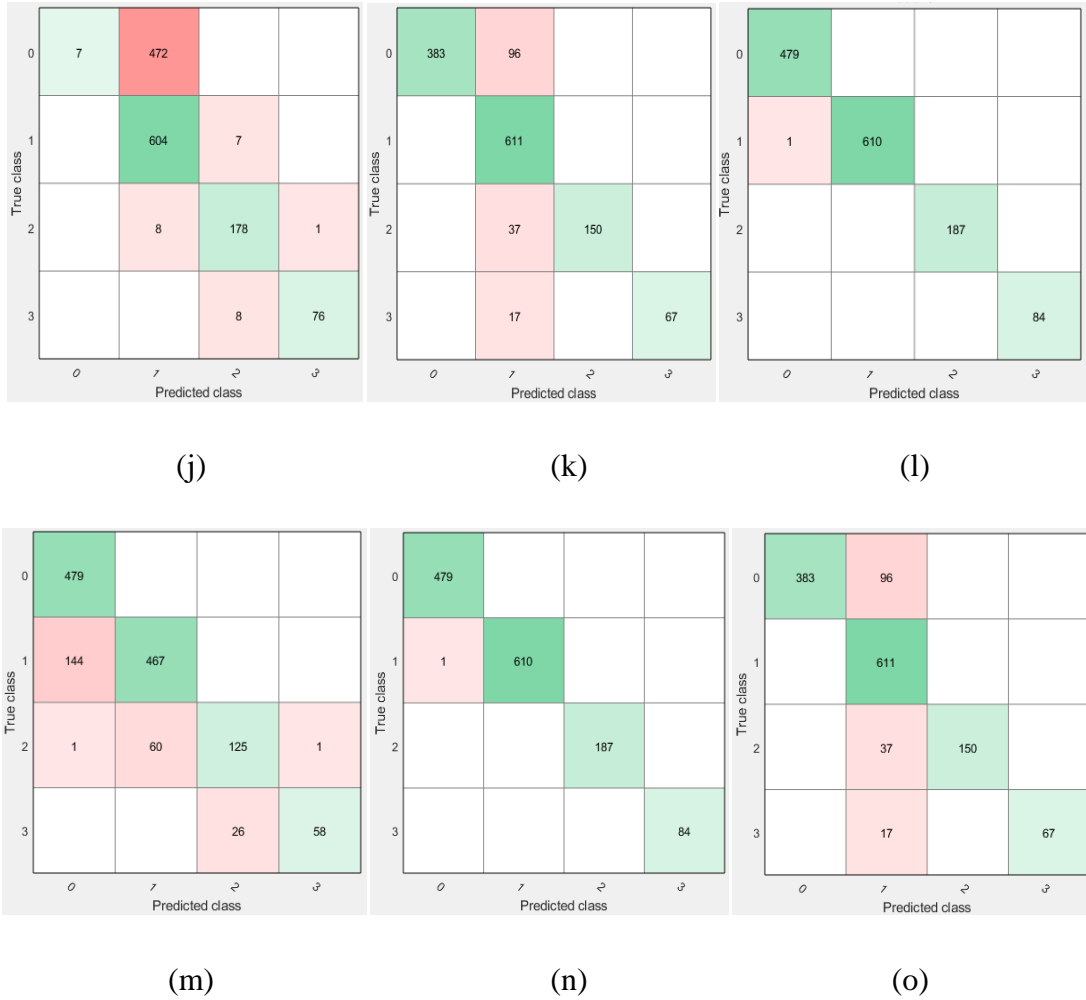 0 7 472
1 604 7
2 8 178 1
3 8 76
0 1 2 3
True class
Predicted class
(j)
0 383 96
1 611
2 37 150
3 17 67
0 1 2 3
True class
Predicted class
(k)
0 479
1 1 610
2 187
3 84
0 1 2 3
True class
Predicted class
(l)
0 479
1 144 467
2 1 60 125 1
3 26 58
0 1 2 3
True class
Predicted class
(m)
0 479
1 1 610
2 187
3 84
0 1 2 3
True class
Predicted class
(n)
0 383 96
1 611
2 37 150
3 17 67
0 1 2 3
True class
Predicted class
(o)